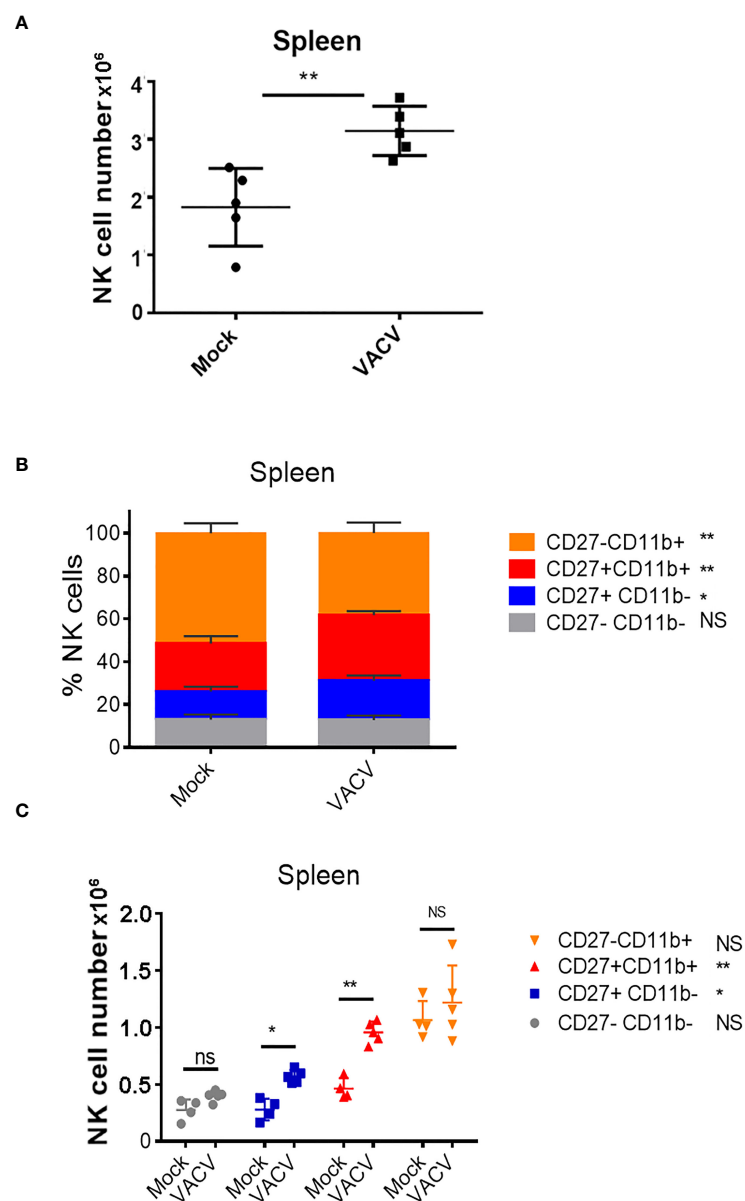 A
Spleen
**
NK cell number x10⁶
4
3
2
1
0
Mock
VACV
B
Spleen
% NK cells
100
80
60
40
20
0
Mock
VACV
CD27-CD11b+ **
CD27+CD11b+ **
CD27+ CD11b- *
CD27- CD11b- NS
C
Spleen
NK cell number x10⁶
2.0
1.5
1.0
0.5
0
ns
*
**
NS
Mock
VACV
Mock
VACV
Mock
VACV
Mock
VACV
CD27-CD11b+ NS
CD27+CD11b+ **
CD27+ CD11b- *
CD27- CD11b- NS